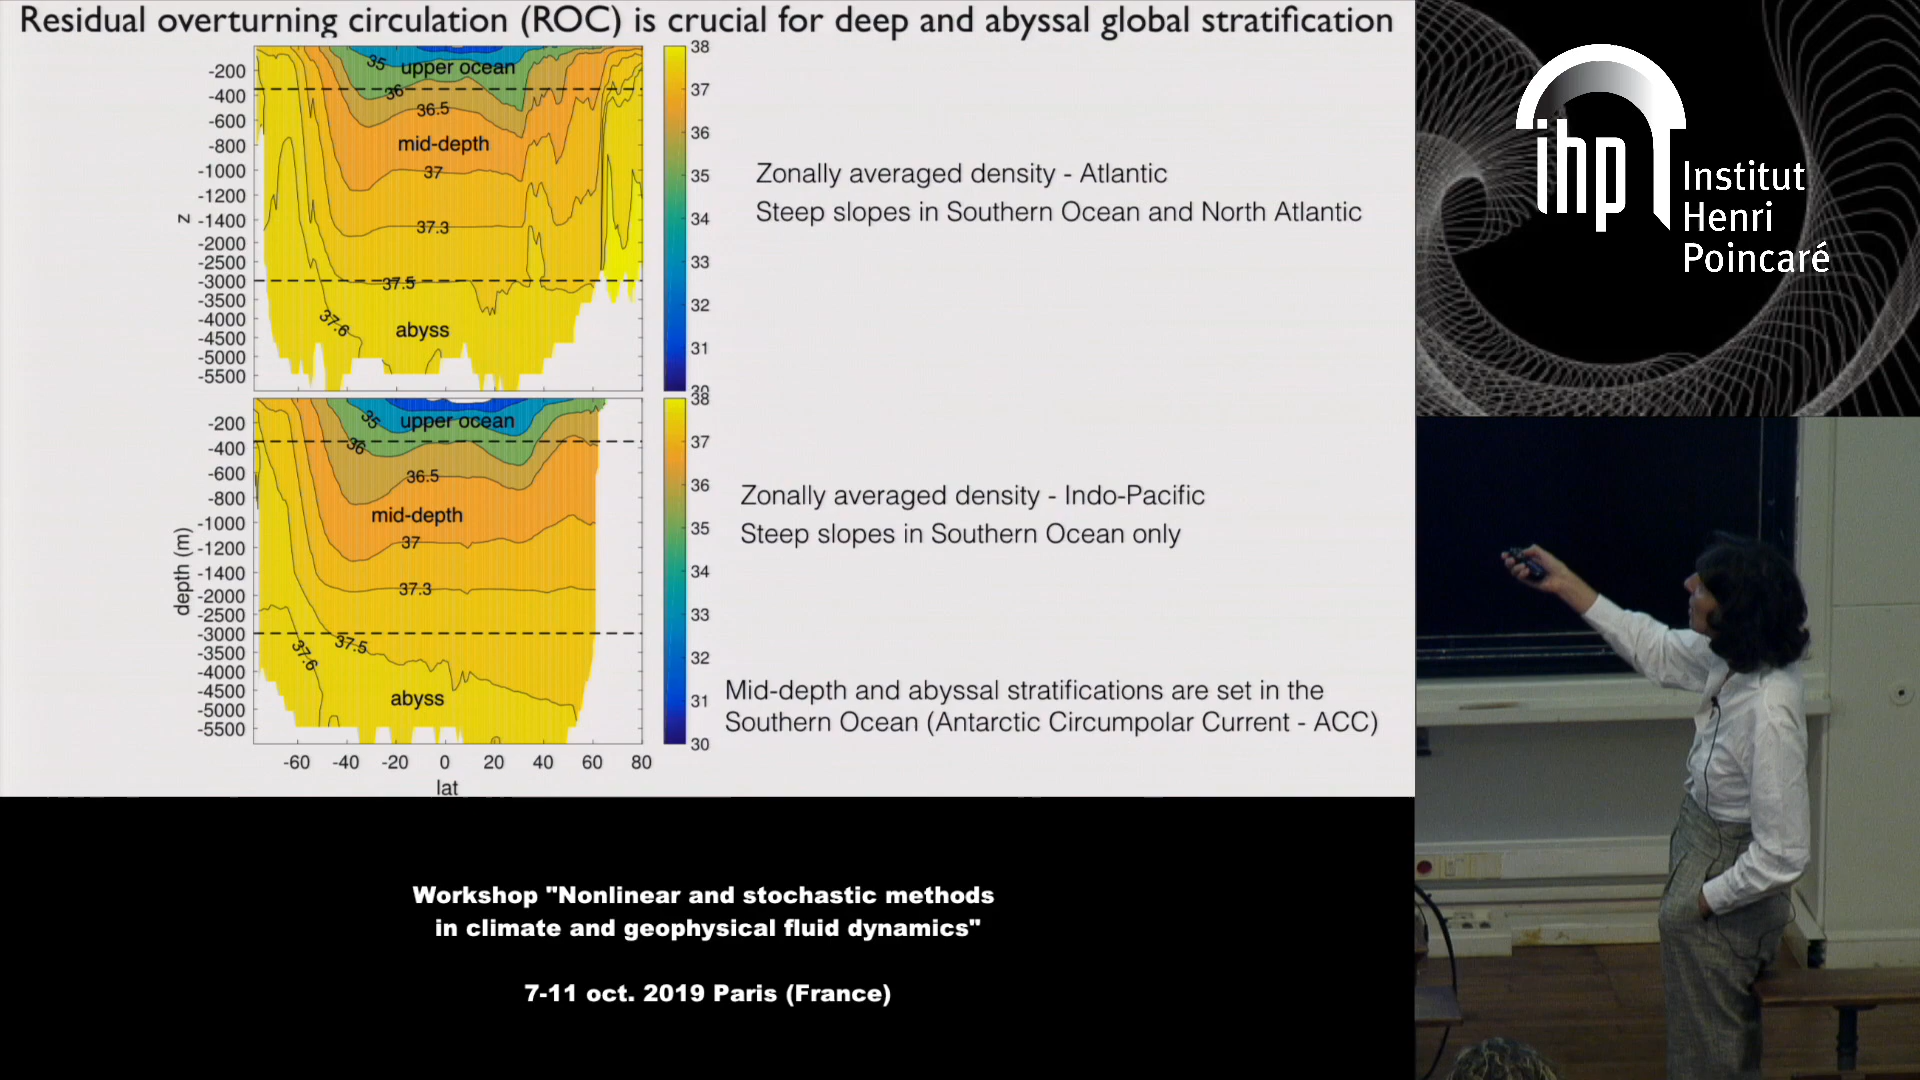 Residual overturning circulation (ROC) is crucial for deep and abyssal global stratification
upper ocean
35
36
36.5
mid-depth
37
37.3
37.5
37.6
abyss
z
-200
-400
-600
-800
-1000
-1200
-1400
-2000
-2500
-3000
-3500
-4000
-4500
-5000
-5500
38
37
36
35
34
33
32
31
Zonally averaged density - Atlantic
Steep slopes in Southern Ocean and North Atlantic
upper ocean
35
36
36.5
mid-depth
37
37.3
37.5
37.6
abyss
depth (m)
-200
-400
-600
-800
-1000
-1200
-1400
-2000
-2500
-3000
-3500
-4000
-4500
-5000
-5500
-60 -40 -20 0 20 40 60 80
lat
38
37
36
35
34
33
32
31
30
Zonally averaged density - Indo-Pacific
Steep slopes in Southern Ocean only
Mid-depth and abyssal stratifications are set in the
Southern Ocean (Antarctic Circumpolar Current - ACC)
ihp
Institut
Henri
Poincaré
Workshop "Nonlinear and stochastic methods
in climate and geophysical fluid dynamics"
7-11 oct. 2019 Paris (France)